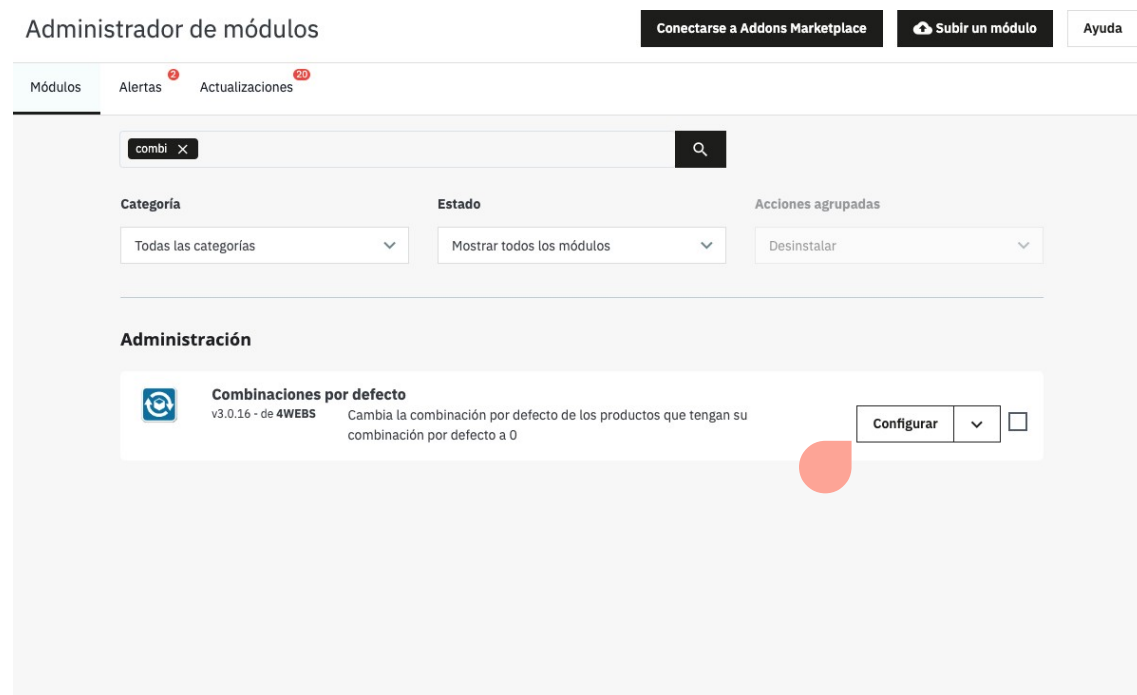 Administrador de módulos
Conectarse a Addons Marketplace
Subir un módulo
Ayuda
Módulos
Alertas
2
Actualizaciones
20
combi
Categoría
Estado
Acciones agrupadas
Todas las categorías
Mostrar todos los módulos
Desinstalar
Administración
Combinaciones por defecto
v3.0.16 - de 4WEBS
Cambia la combinación por defecto de los productos que tengan su
combinación por defecto a 0
Configurar